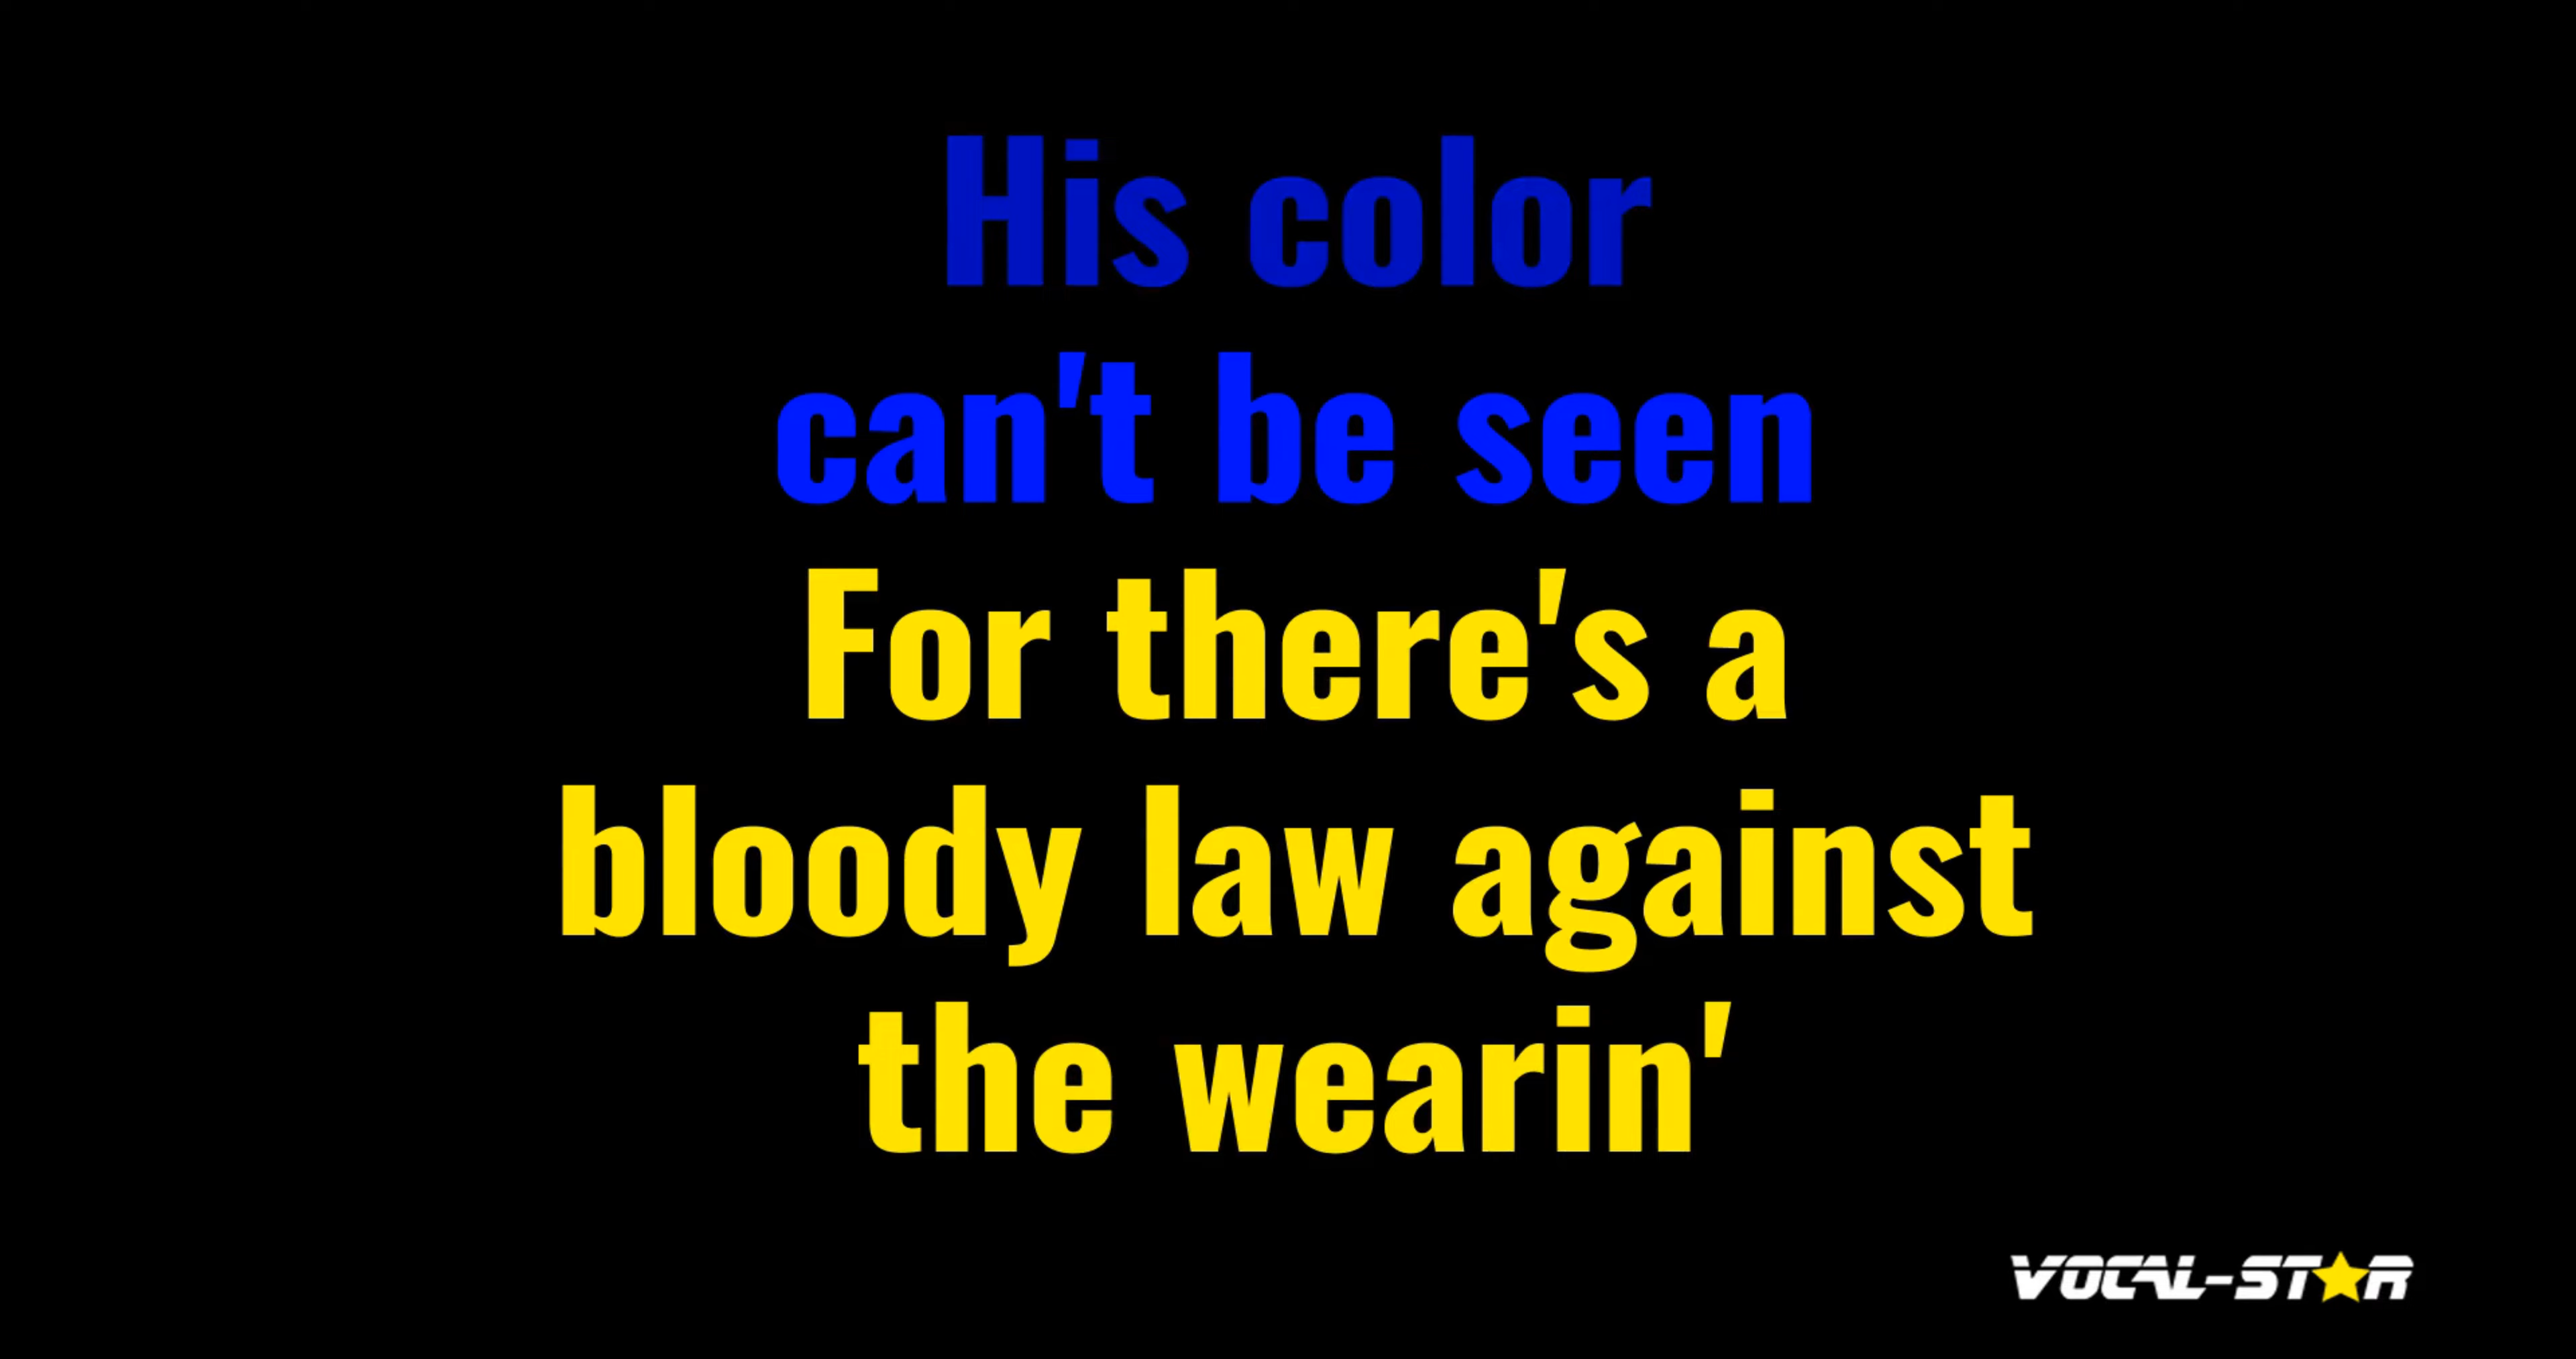 His color
can't be seen
For there's a
bloody law against
the wearin'
VOCAL-STAR